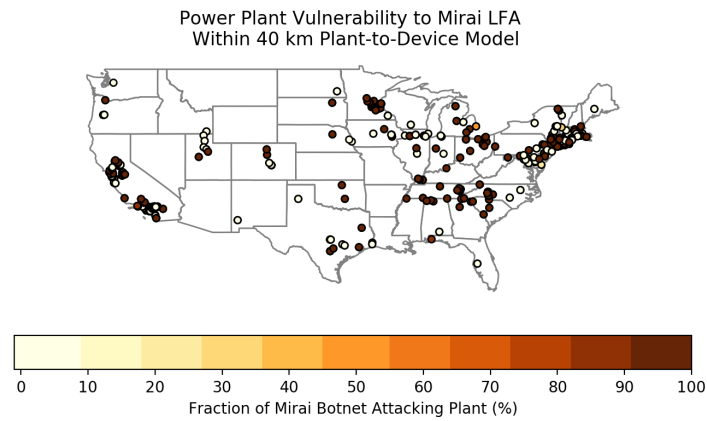 Power Plant Vulnerability to Mirai LFA
Within 40 km Plant-to-Device Model
0 10 20 30 40 50 60 70 80 90 100
Fraction of Mirai Botnet Attacking Plant (%)